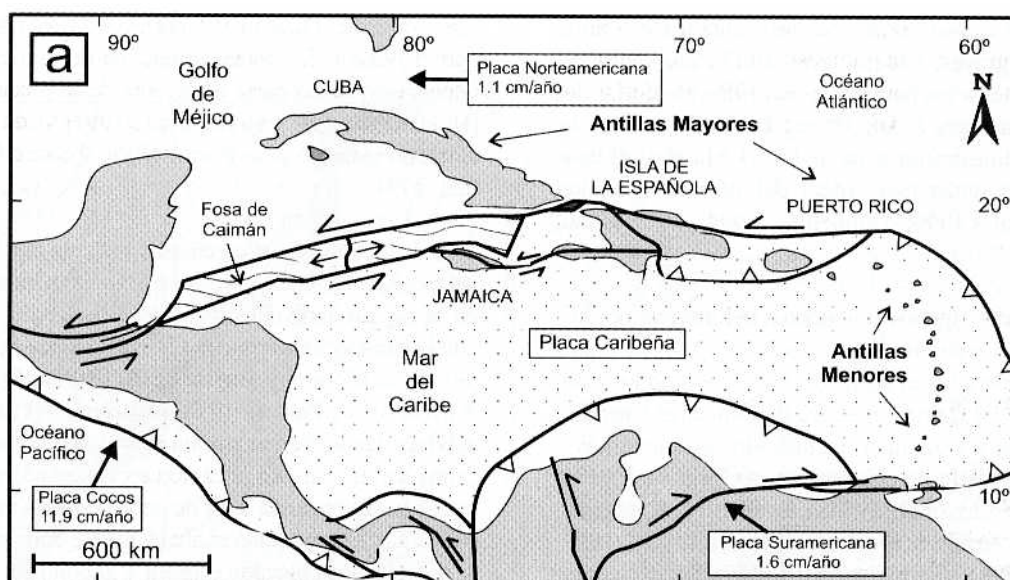 a
90º
80º
70º
60º
Golfo
de
Méjico
CUBA
Placa Norteamericana
1.1 cm/año
Océano
Atlántico
N
Antillas Mayores
ISLA DE
LA ESPAÑOLA
PUERTO RICO
20º
Fosa de
Caimán
JAMAICA
Placa Caribeña
Mar
del
Caribe
Antillas
Menores
Océano
Pacífico
Placa Cocos
11.9 cm/año
10º
600 km
Placa Suramericana
1.6 cm/año